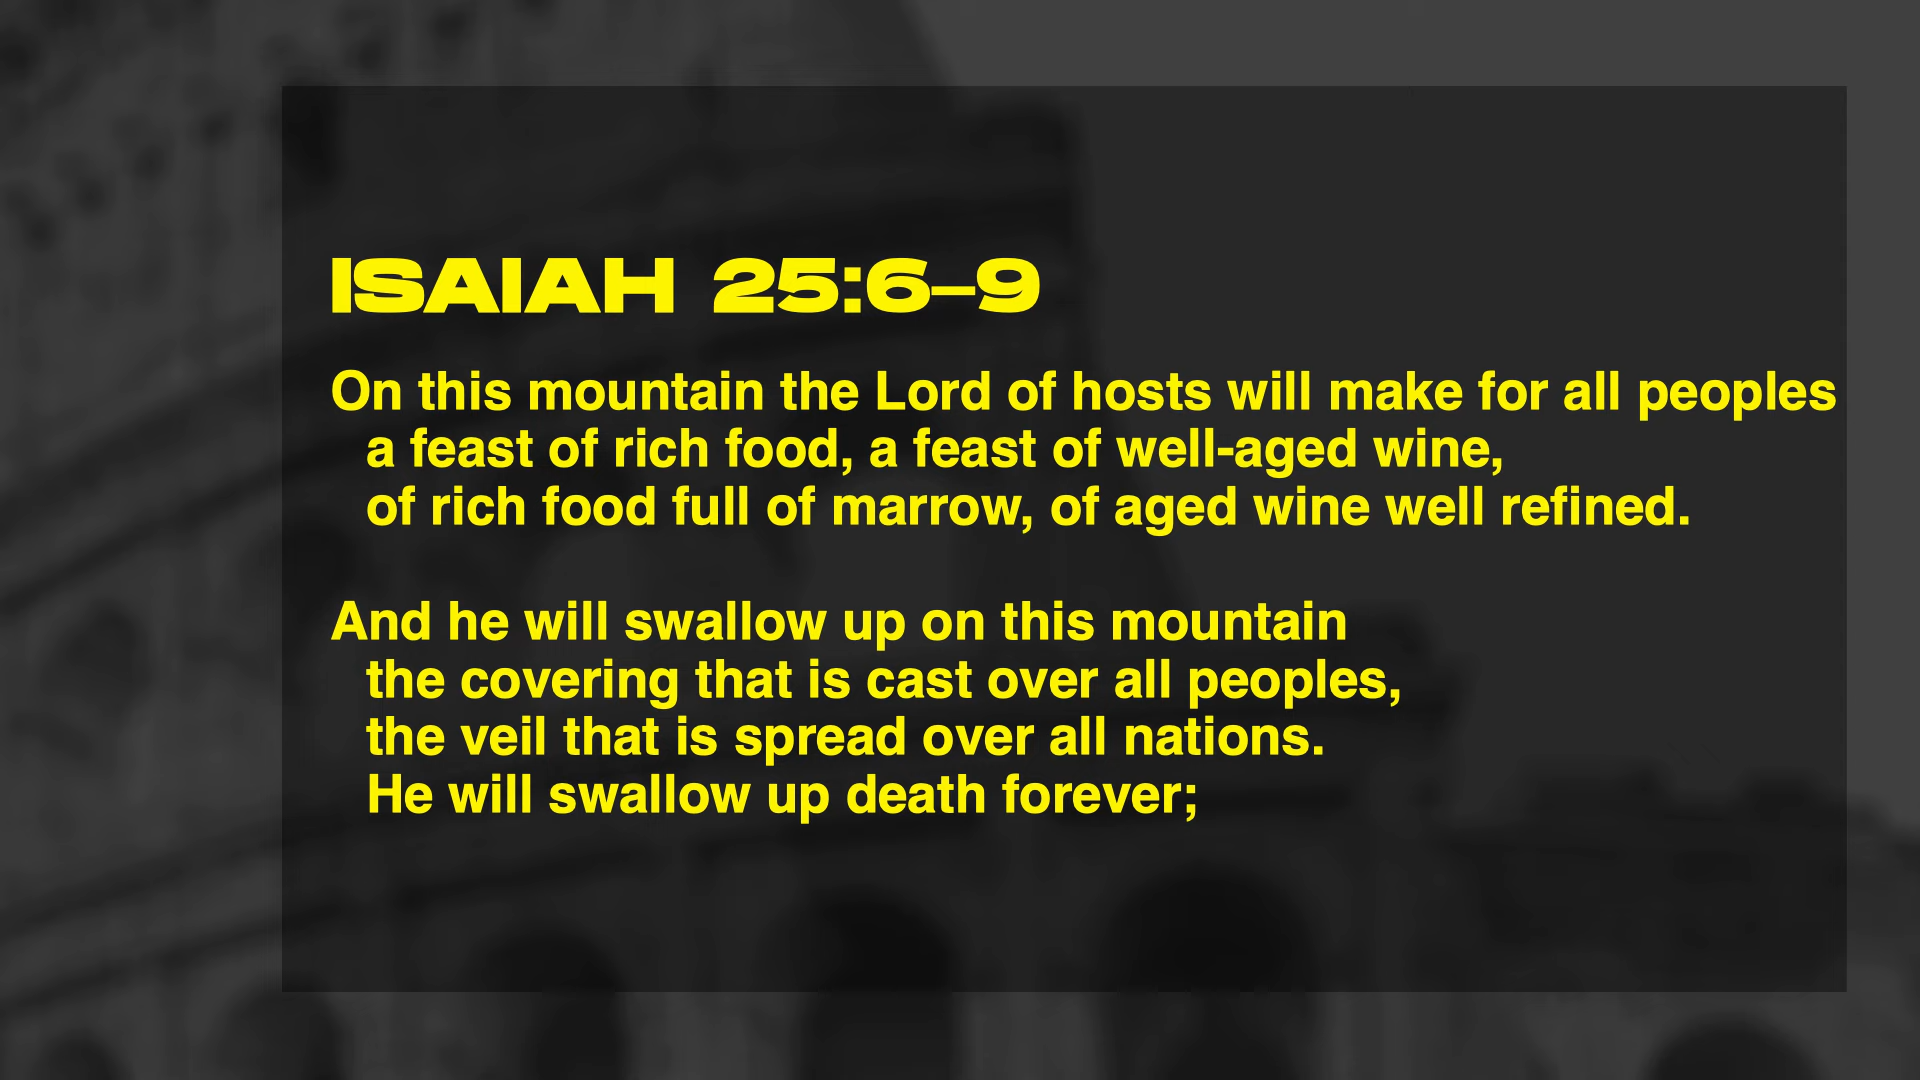 ISAIAH 25:6–9
On this mountain the Lord of hosts will make for all peoples
a feast of rich food, a feast of well-aged wine,
of rich food full of marrow, of aged wine well refined.
And he will swallow up on this mountain
the covering that is cast over all peoples,
the veil that is spread over all nations.
He will swallow up death forever;